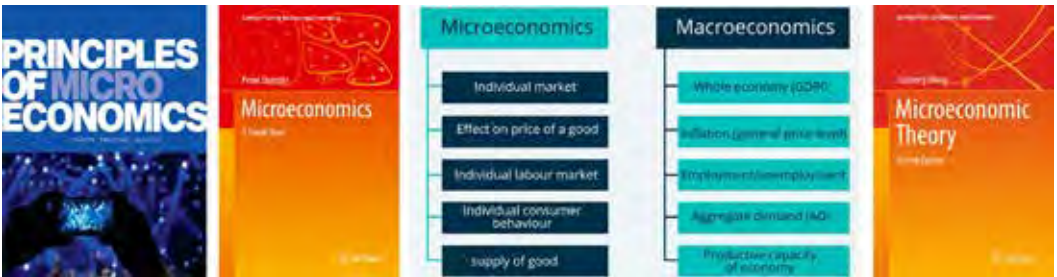 PRINCIPLES
OF MICRO
ECONOMICS
Microeconomics
Microeconomics
Individual market
Effect on price of a good
Individual labour market
Individual consumer
behaviour
supply of good
Macroeconomics
Whole economy (GDP)
Inflation (general price level)
Employment/unemployment
Aggregate demand (AD)
Productive capacity
of economy
Microeconomic
Theory